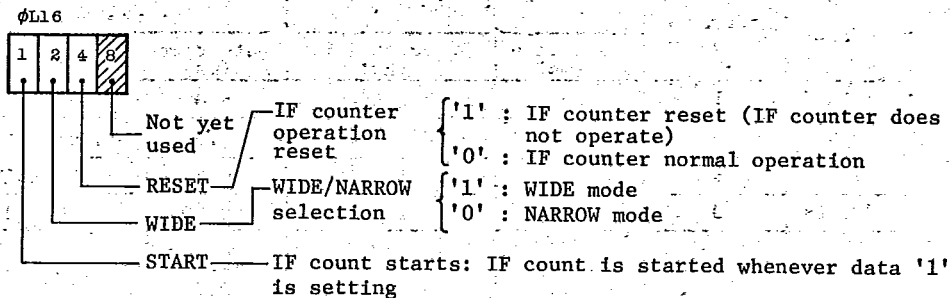 φL16
1 2 4 8
Not yet used
IF counter operation reset
'1' : IF counter reset (IF counter does not operate)
'0' : IF counter normal operation
RESET
WIDE/NARROW selection
'1' : WIDE mode
'0' : NARROW mode
WIDE
START
IF count starts: IF count is started whenever data '1'
is setting